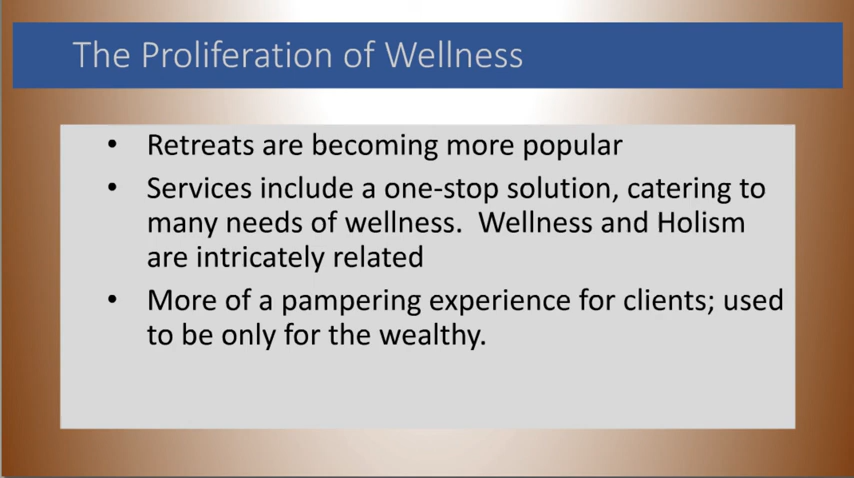 The Proliferation of Wellness
• Retreats are becoming more popular
• Services include a one-stop solution, catering to
many needs of wellness.  Wellness and Holism
are intricately related
• More of a pampering experience for clients; used
to be only for the wealthy.